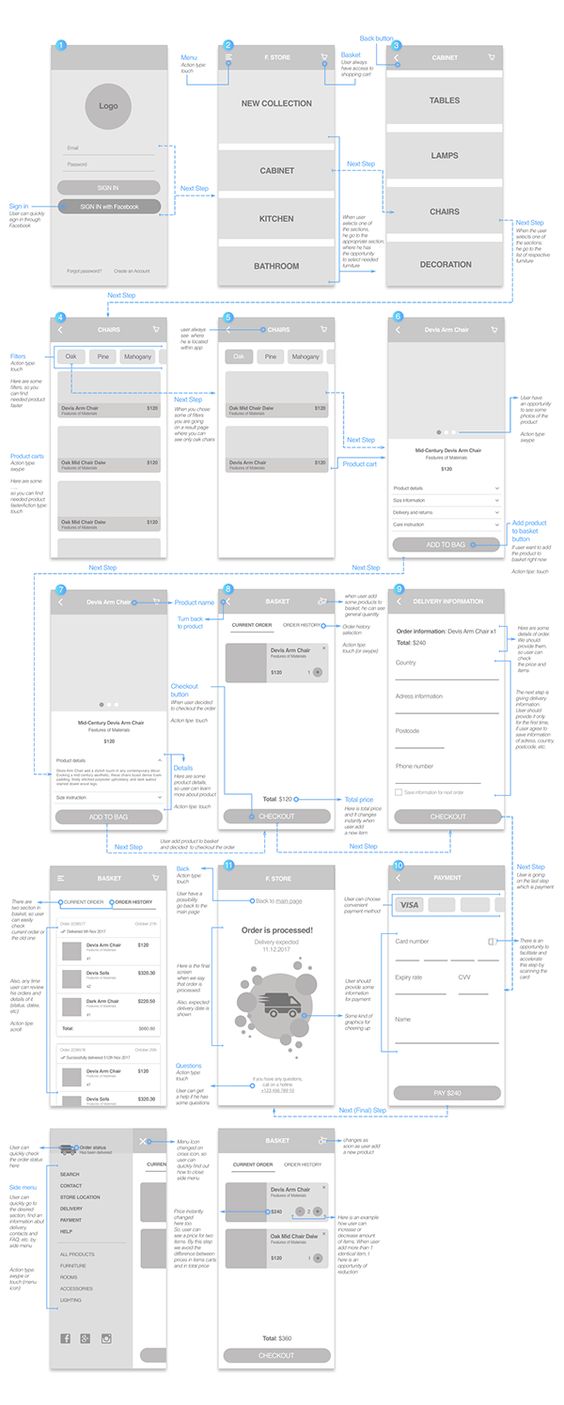 1
Logo
Email
Password
SIGN IN
SIGN IN with Facebook
Forgot password?
Create an Account
Sign in
User can quickly
sign in through
Facebook
Next Step
Menu
Action type:
touch
2
F. STORE
NEW COLLECTION
CABINET
KITCHEN
BATHROOM
Basket
User always
have access to
shopping cart
Back button
Next Step
When user
selects one of
the sections,
he go to the
appropriate section,
where he has
the opportunity
to select needed
furniture
3
CABINET
TABLES
LAMPS
CHAIRS
DECORATION
Next Step
When the user
selects one of
the sections,
he go to the
list of respective
furniture
Next Step
4
CHAIRS
Oak
Pine
Mahogany
Devis Arm Chair
$120
Features of Materials
Oak Mid Chair Daiw
$120
Features of Materials
Oak Mid Chair Daiw
$120
Features of Materials
Filters
Action type:
touch
Here are some
filters, so you can
find needed
product faster
Product carts
Action type:
swype
Here are some
so you can find
needed product
faster/Action type:
touch
user always
see where
he is located
within app
Next Step
When you chose
some of filters
you are going
on a result page
where you can
see only oak chairs
5
CHAIRS
Oak
Pine
Mahogany
Oak Mid Chair Daiw
$120
Features of Materials
Devis Arm Chair
$120
Features of Materials
Next Step
Product cart
6
Devis Arm Chair
Mid-Century Devis Arm Chair
Features of Materials
$120
Product details
Size Information
Delivery and returns
Care instruction
ADD TO BAG
User have
an opportunity
to see some
photos of the
product
Action type:
swype
Add product
to basket
button
If user want to add
the product to
basket right now
Action tipe: touch
Next Step
Next Step
7
Devis Arm Chair
Mid-Century Devis Arm Chair
Features of Materials
$120
Product details
Size instruction
ADD TO BAG
Product name
Turn back
to product
Checkout
button
When user decided
to checkout the order
Action tipe: touch
Details
Here are some
product details,
so user can learn
more about product
Action tipe: touch
Next Step
User add product to basket
and decided to checkout the order
8
BASKET
CURRENT ORDER
ORDER HISTORY
Devis Arm Chair
Features of Materials
$120
1
Total: $120
CHECKOUT
when user add
some products to
basket, he can see
general quantity
Order history
selection
Action tipe:
touch (or swype)
Total price
Here is total price
and it changes
instantly when user
add a new item
Next Step
9
DELIVERY INFORMATION
Order information: Devis Arm Chair x1
Total: $240
Country
Adress information
Postcode
Phone number
Save information for next order
CHECKOUT
Here are some
details of order.
We should
provide them,
so user can
check
the price and
items
The next step is
giving delivery
information.
User should
provide it only
for the first time,
if user agree to
save information
of adress, country,
postcode, etc.
Next Step
User is going
on the last step
which is payment
BASKET
CURRENT ORDER
ORDER HISTORY
Devis Arm Chair
$120
x1
Devis Sofa
$320.30
x2
Dark Arm Chair
$220.50
x1
Total:
$660.80
Devis Arm Chair
$120
x1
Devis Sofa
$320.30
There are
two section in
basket, so user
can easily
check
current order or
the old one
Also, any time
user can review
his orders and
details of it
(status, date,
etc)
Action tipe:
scroll
Back
Action type:
touch
User have a
possibility
go back to the
main page
Here is the final
screen
when we say
that order is
processed.
Also, expected
delivery date is
shown
Questions
Action type:
touch
User can get
a help if he has
some questions
11
F. STORE
Back to main page
Order is processed!
Delivery expected
11.12.2017
If you have any questions,
call on a hotline:
+123 456 789 10
User can choose
convenient
payment method
User should
provide some
information
for payment
Some kind of
graphics for
cheering up
Next (Final) Step
10
PAYMENT
VISA
Card number
Expiry rate
CVV
Name
PAY $240
There is an
opportunity to
facilitate and
accelerate
this step by
scanning the
card
User can
quickly check
the order status
here
Side menu
User can
quickly go to
the desired
section, find an
information abut
delivery,
contacts and
FAQ, etc. by
side menu
Action type:
swype or
touch (menu
icon)
Order status
Has been delivered
SEARCH
CONTACT
STORE LOCATION
DELIVERY
PAYMENT
HELP
ALL PRODUCTS
FURNITURE
ROOMS
ACCESSORIES
LIGHTING
CURRENT
Menu Icon
changed on
cross icon, so
user can
quickly find out
how to close
side menu
Price instantly
changed
here too.
So, user can
see a price for two
items. By this step
we avoid the
difference between
prices in items carts
and in total price
BASKET
CURRENT ORDER
ORDER HISTORY
Devis Arm Chair
Features of Materials
$240
2
Oak Mid Chair Daiw
Features of Materials
$120
1
Total: $360
CHECKOUT
changes as
soon as user add
a new product
Here is an example
how user can
increase or
decrease amount
of items. When user
add more than 1
identical item, t
here is an
opportunity of
reduction